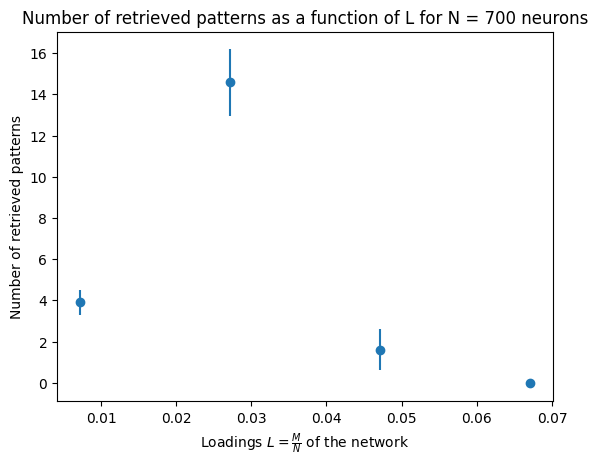 Number of retrieved patterns as a function of L for N = 700 neurons
Number of retrieved patterns
16
14
12
10
8
6
4
2
0
0.01 0.02 0.03 0.04 0.05 0.06 0.07
Loadings $L = \frac{M}{N}$ of the network